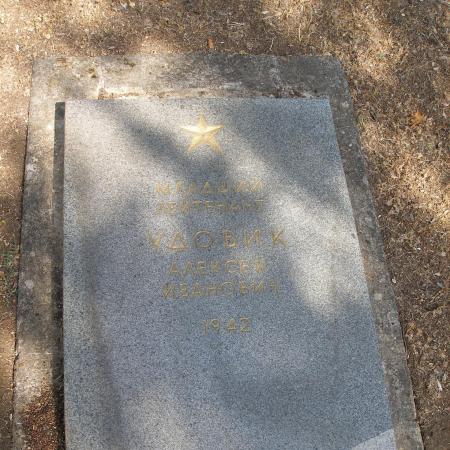 МЛАДШИЙ
ЛЕЙТЕНАНТ
УДОВИК
АЛЕКСЕЙ
ИВАНОВИЧ
1942